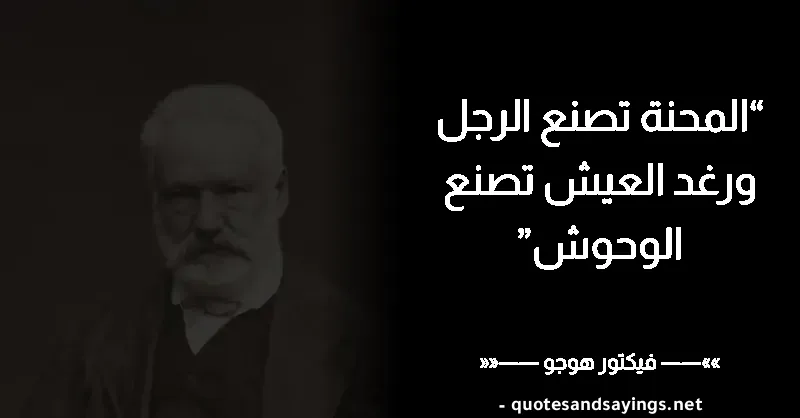 “المحنة تصنع الرجل
ورغد العيش تصنع
الوحوش”
»»—— فيكتور هوجو ——««
- quotesandsayings.net